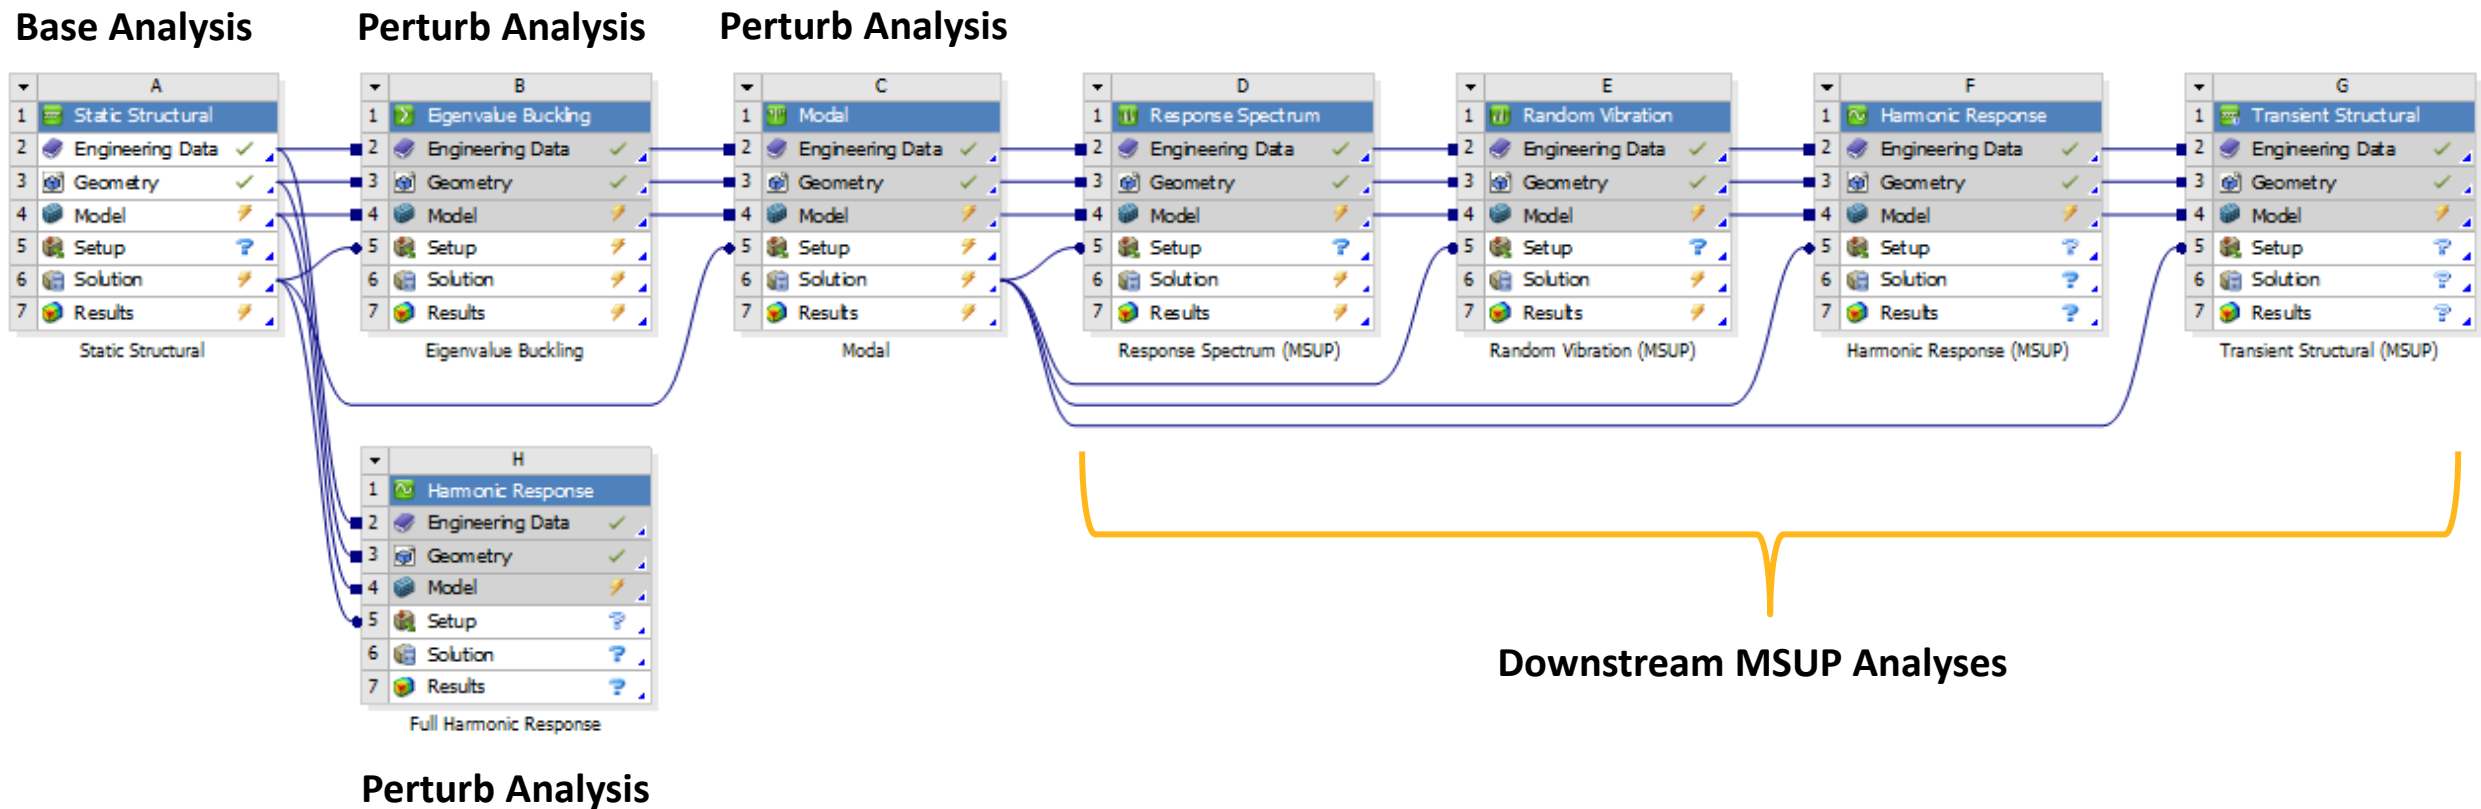 Base Analysis
Perturb Analysis
Perturb Analysis
A
1 Static Structural
2 Engineering Data
3 Geometry
4 Model
5 Setup ?
6 Solution
7 Results
Static Structural
B
1 Eigenvalue Buckling
2 Engineering Data
3 Geometry
4 Model
5 Setup
6 Solution
7 Results
Eigenvalue Buckling
C
1 Modal
2 Engineering Data
3 Geometry
4 Model
5 Setup
6 Solution
7 Results
Modal
D
1 Response Spectrum
2 Engineering Data
3 Geometry
4 Model
5 Setup ?
6 Solution
7 Results
Response Spectrum (MSUP)
E
1 Random Vibration
2 Engineering Data
3 Geometry
4 Model
5 Setup ?
6 Solution
7 Results
Random Vibration (MSUP)
F
1 Harmonic Response
2 Engineering Data
3 Geometry
4 Model
5 Setup ?
6 Solution ?
7 Results ?
Harmonic Response (MSUP)
G
1 Transient Structural
2 Engineering Data
3 Geometry
4 Model
5 Setup ?
6 Solution ?
7 Results ?
Transient Structural (MSUP)
H
1 Harmonic Response
2 Engineering Data
3 Geometry
4 Model
5 Setup ?
6 Solution ?
7 Results ?
Full Harmonic Response
Perturb Analysis
Downstream MSUP Analyses